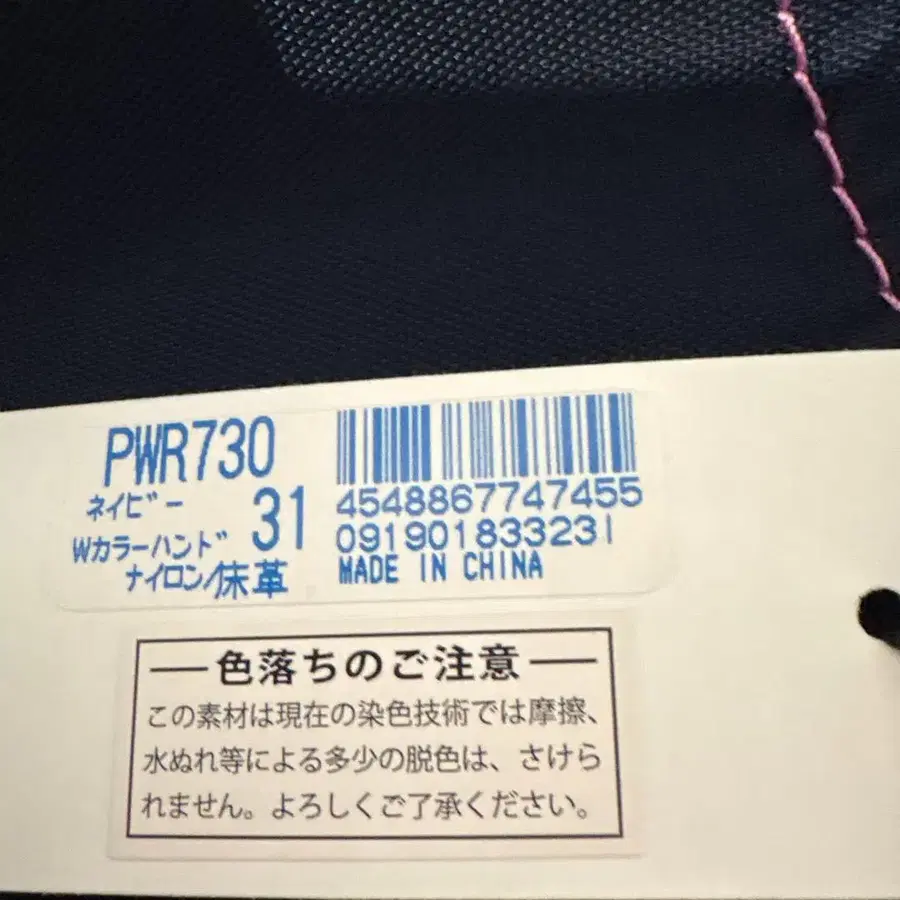 PWR730
ネイビー 31
Wカラーハンド
ナイロン/床革
4548867747455
0919018332231
MADE IN CHINA
色落ちのご注意
この素材は現在の染色技術では摩擦、
水ぬれ等による多少の脱色は、さけら
れません。よろしくご了承ください。